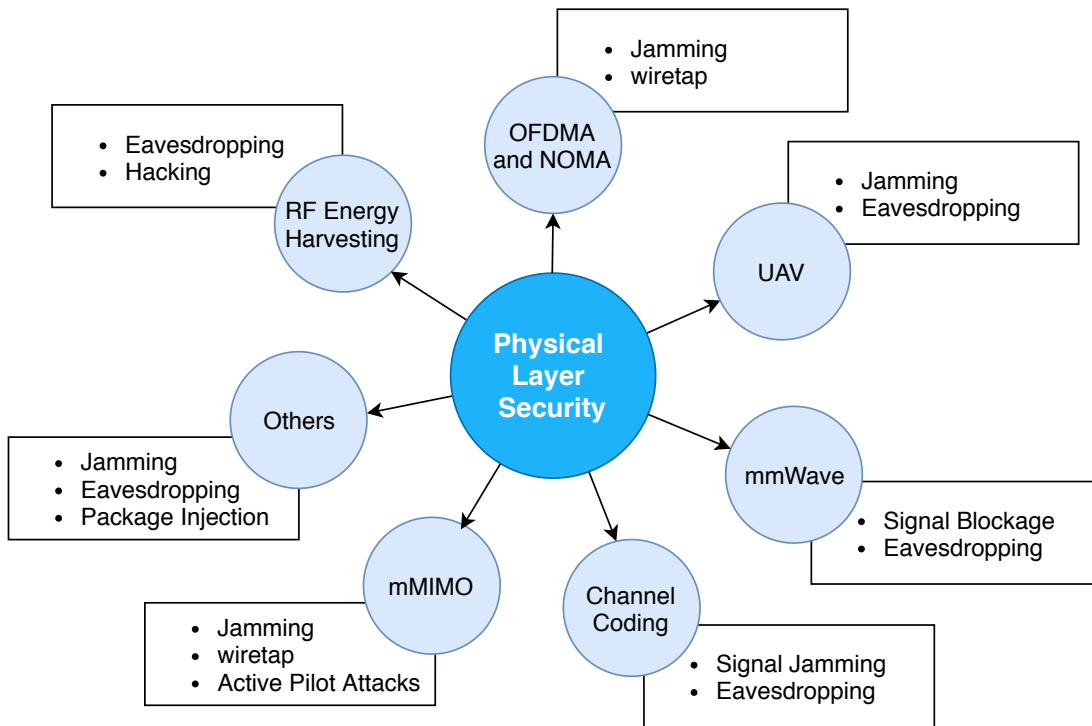 • Jamming
• wiretap
OFDMA
and NOMA
• Eavesdropping
• Hacking
RF Energy
Harvesting
• Jamming
• Eavesdropping
UAV
Physical
Layer
Security
Others
• Jamming
• Eavesdropping
• Package Injection
mmWave
• Signal Blockage
• Eavesdropping
mMIMO
• Jamming
• wiretap
• Active Pilot Attacks
Channel
Coding
• Signal Jamming
• Eavesdropping